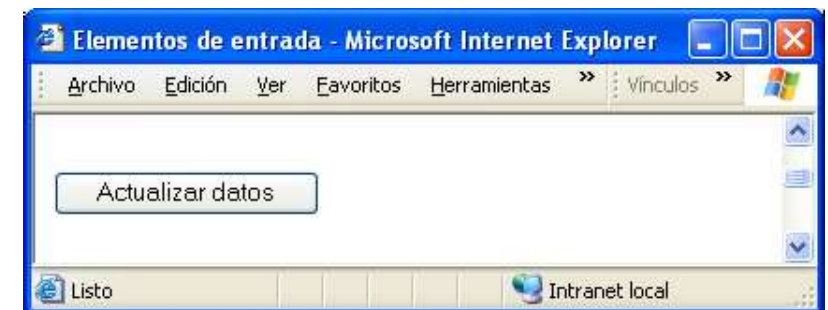 Elementos de entrada - Microsoft Internet Explorer
Archivo Edición Ver Favoritos Herramientas » Vínculos »
Actualizar datos
Listo Intranet local